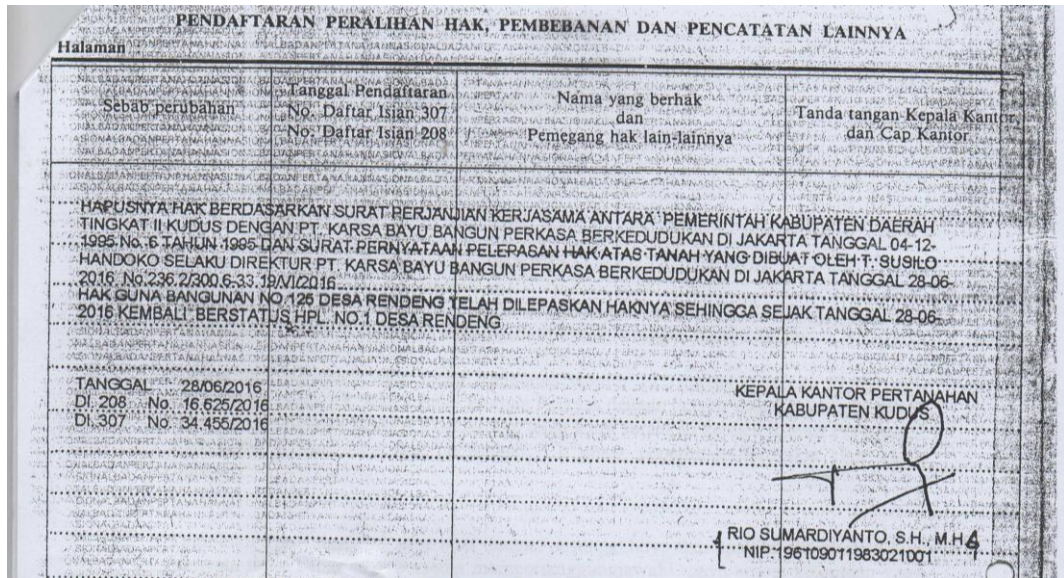 PENDAFTARAN PERALIHAN HAK, PEMBEBANAN DAN PENCATATAN LAINNYA
Halaman
Sebab perubahan
Tanggal Pendaftaran
No. Daftar Isian 307
No. Daftar Isian 208
Nama yang berhak
dan
Pemegang hak lain-lainnya
Tanda tangan Kepala Kantor,
dan Cap Kantor
HAPUSNYA HAK BERDASARKAN SURAT PERJANJIAN KERJASAMA ANTARA PEMERINTAH KABUPATEN DAERAH
TINGKAT II KUDUS DENGAN PT. KARSA BAYU BANGUN PERKASA BERKEDUDUKAN DI JAKARTA TANGGAL 04-12-
1995 No. 6 TAHUN 1995 DAN SURAT PERNYATAAN PELEPASAN HAK ATAS TANAH YANG DIBUAT OLEH T. SUSILO
HANDOKO SELAKU DIREKTUR PT. KARSA BAYU BANGUN PERKASA BERKEDUDUKAN DI JAKARTA TANGGAL 28-06-
2016 No.236.2/300.6-33.19/VI/2016
HAK GUNA BANGUNAN NO 125 DESA RENDENG TELAH DILEPASKAN HAKNYA SEHINGGA SEJAK TANGGAL 28-06-
2016 KEMBALI BERSTATUS HPL. NO.1 DESA RENDENG
TANGGAL 28/06/2016
DI. 208 No. 16.625/2016
DI. 307 No. 34.455/2016
KEPALA KANTOR PERTANAHAN
KABUPATEN KUDUS
RIO SUMARDIYANTO, S.H., M.H
NIP.196109011983021001